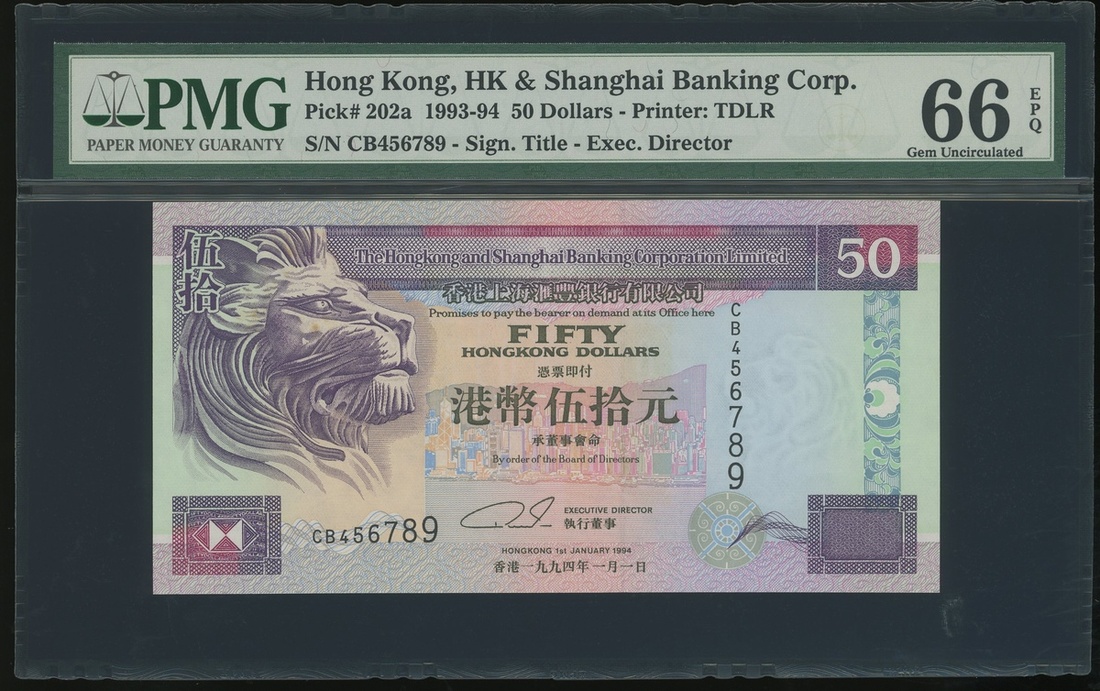 PMG
PAPER MONEY GUARANTY
Hong Kong, HK & Shanghai Banking Corp.
Pick# 202a 1993-94 50 Dollars - Printer: TDLR
S/N CB456789 - Sign. Title - Exec. Director
66
EPQ
Gem Uncirculated
伍拾
The Hongkong and Shanghai Banking Corporation Limited
50
香港上海滙豐銀行有限公司
Promises to pay the bearer on demand at its Office here
FIFTY
HONGKONG DOLLARS
憑票即付
港幣伍拾元
承董事會命
By order of the Board of Directors
CB456789
EXECUTIVE DIRECTOR
執行董事
CB456789
HONGKONG 1st JANUARY 1994
香港一九九四年一月一日